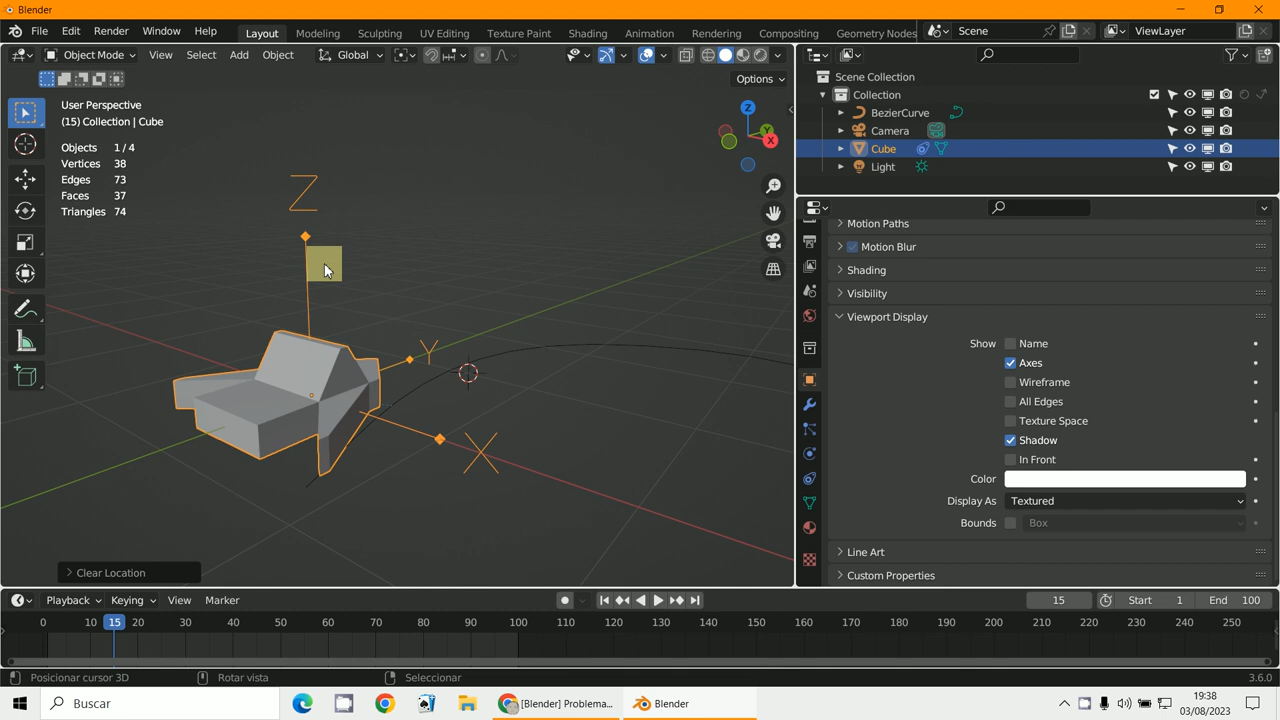 Blender
File Edit Render Window Help Layout Modeling Sculpting UV Editing Texture Paint Shading Animation Rendering Compositing Geometry Nodes Scene ViewLayer
Object Mode View Select Add Object Global
Options
User Perspective
(15) Collection | Cube
Objects 1 / 4
Vertices 38
Edges 73
Faces 37
Triangles 74
Z
Y
X
Z
Y
X
Clear Location
Scene Collection
Collection
BezierCurve
Camera
Cube
Light
Motion Paths
Motion Blur
Shading
Visibility
Viewport Display
Show Name
Axes
Wireframe
All Edges
Texture Space
Shadow
In Front
Color
Display As Textured
Bounds Box
Line Art
Custom Properties
Playback Keying View Marker 15 Start 1 End 100
0 10 15 20 30 40 50 60 70 80 90 100 110 120 130 140 150 160 170 180 190 200 210 220 230 240 250
Posicionar cursor 3D Rotar vista Seleccionar 3.6.0
Buscar [Blender] Problema... Blender
19:38
03/08/2023